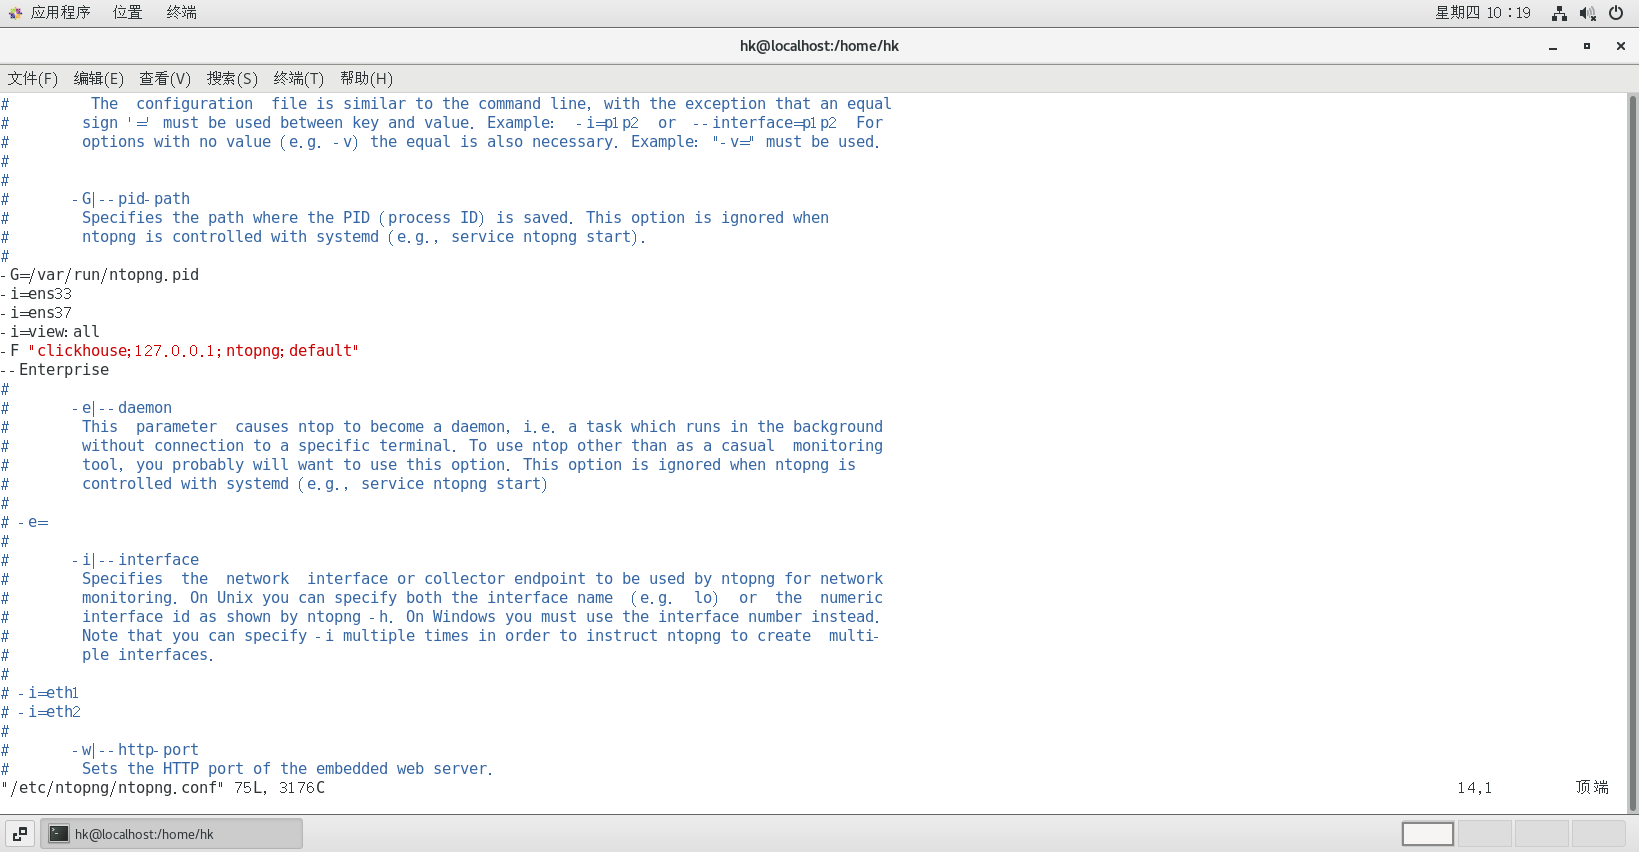 应用程序 位置 终端 星期四 10：19
hk@localhost:/home/hk
文件(F) 编辑(E) 查看(V) 搜索(S) 终端(T) 帮助(H)
#         The  configuration  file is similar to the command line, with the exception that an equal
#        sign '=' must be used between key and value. Example:  -i=p1p2  or  --interface=p1p2  For
#        options with no value (e.g. -v) the equal is also necessary. Example: "-v=" must be used.
#
#
#       -G|--pid-path
#        Specifies the path where the PID (process ID) is saved. This option is ignored when
#        ntopng is controlled with systemd (e.g., service ntopng start).
#
-G=/var/run/ntopng.pid
-i=ens33
-i=ens37
-i=view:all
-F "clickhouse;127.0.0.1;ntopng;default"
--Enterprise
#
#       -e|--daemon
#        This  parameter  causes ntop to become a daemon, i.e. a task which runs in the background
#        without connection to a specific terminal. To use ntop other than as a casual  monitoring
#        tool, you probably will want to use this option. This option is ignored when ntopng is
#        controlled with systemd (e.g., service ntopng start)
#
# -e=
#
#       -i|--interface
#        Specifies  the  network  interface or collector endpoint to be used by ntopng for network
#        monitoring. On Unix you can specify both the interface name  (e.g.  lo)  or  the  numeric
#        interface id as shown by ntopng -h. On Windows you must use the interface number instead.
#        Note that you can specify -i multiple times in order to instruct ntopng to create  multi-
#        ple interfaces.
#
# -i=eth1
# -i=eth2
#
#       -w|--http-port
#        Sets the HTTP port of the embedded web server.
"/etc/ntopng/ntopng.conf" 75L, 3176C 14,1 顶端
hk@localhost:/home/hk